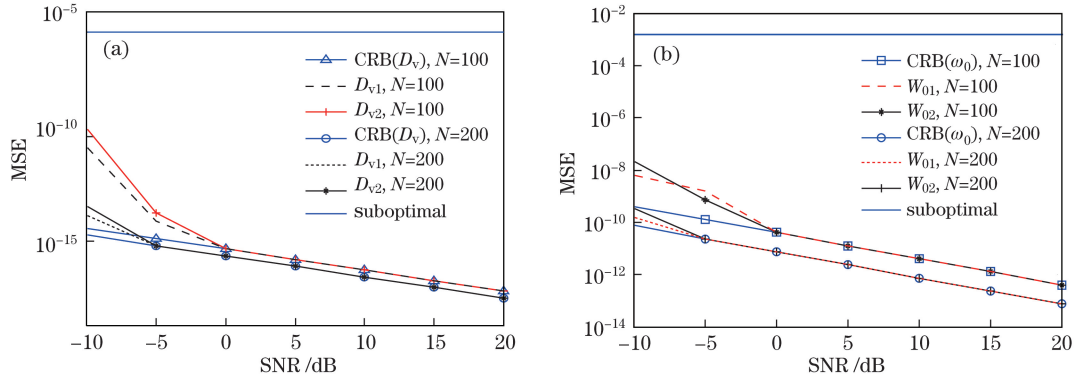 (a)
10⁻⁵
10⁻¹⁰
10⁻¹⁵
MSE
CRB(Dᵥ), N=100
Dᵥ₁, N=100
Dᵥ₂, N=100
CRB(Dᵥ), N=200
Dᵥ₁, N=200
Dᵥ₂, N=200
suboptimal
−10 −5 0 5 10 15 20
SNR /dB
(b)
10⁻²
10⁻⁴
10⁻⁶
10⁻⁸
10⁻¹⁰
10⁻¹²
10⁻¹⁴
MSE
CRB(ω₀), N=100
W₀₁, N=100
W₀₂, N=100
CRB(ω₀), N=200
W₀₁, N=200
W₀₂, N=200
suboptimal
−10 −5 0 5 10 15 20
SNR /dB